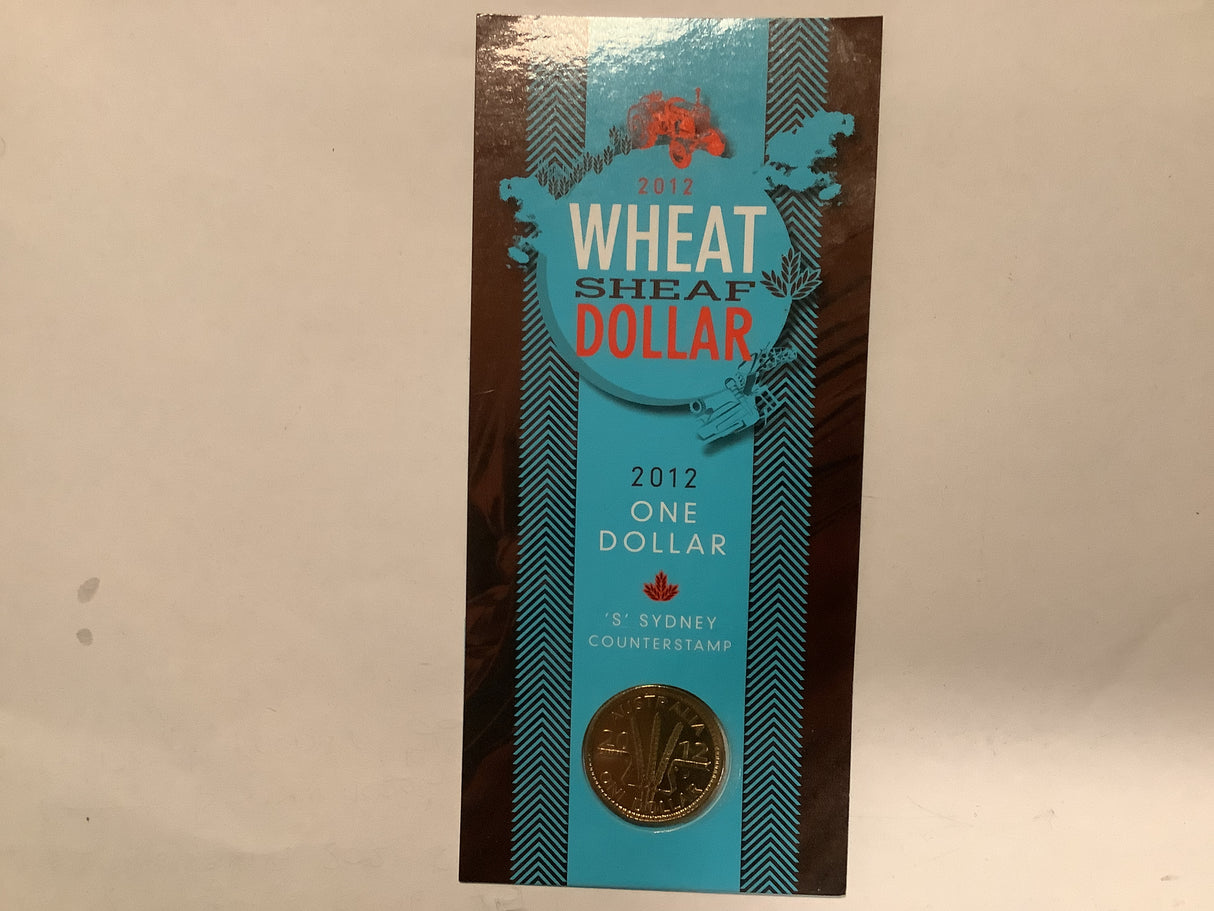 2012
WHEAT
SHEAF
DOLLAR
2012
ONE
DOLLAR
'S' SYDNEY
COUNTERSTAMP
AUSTRALIA
20 12
ONE DOLLAR